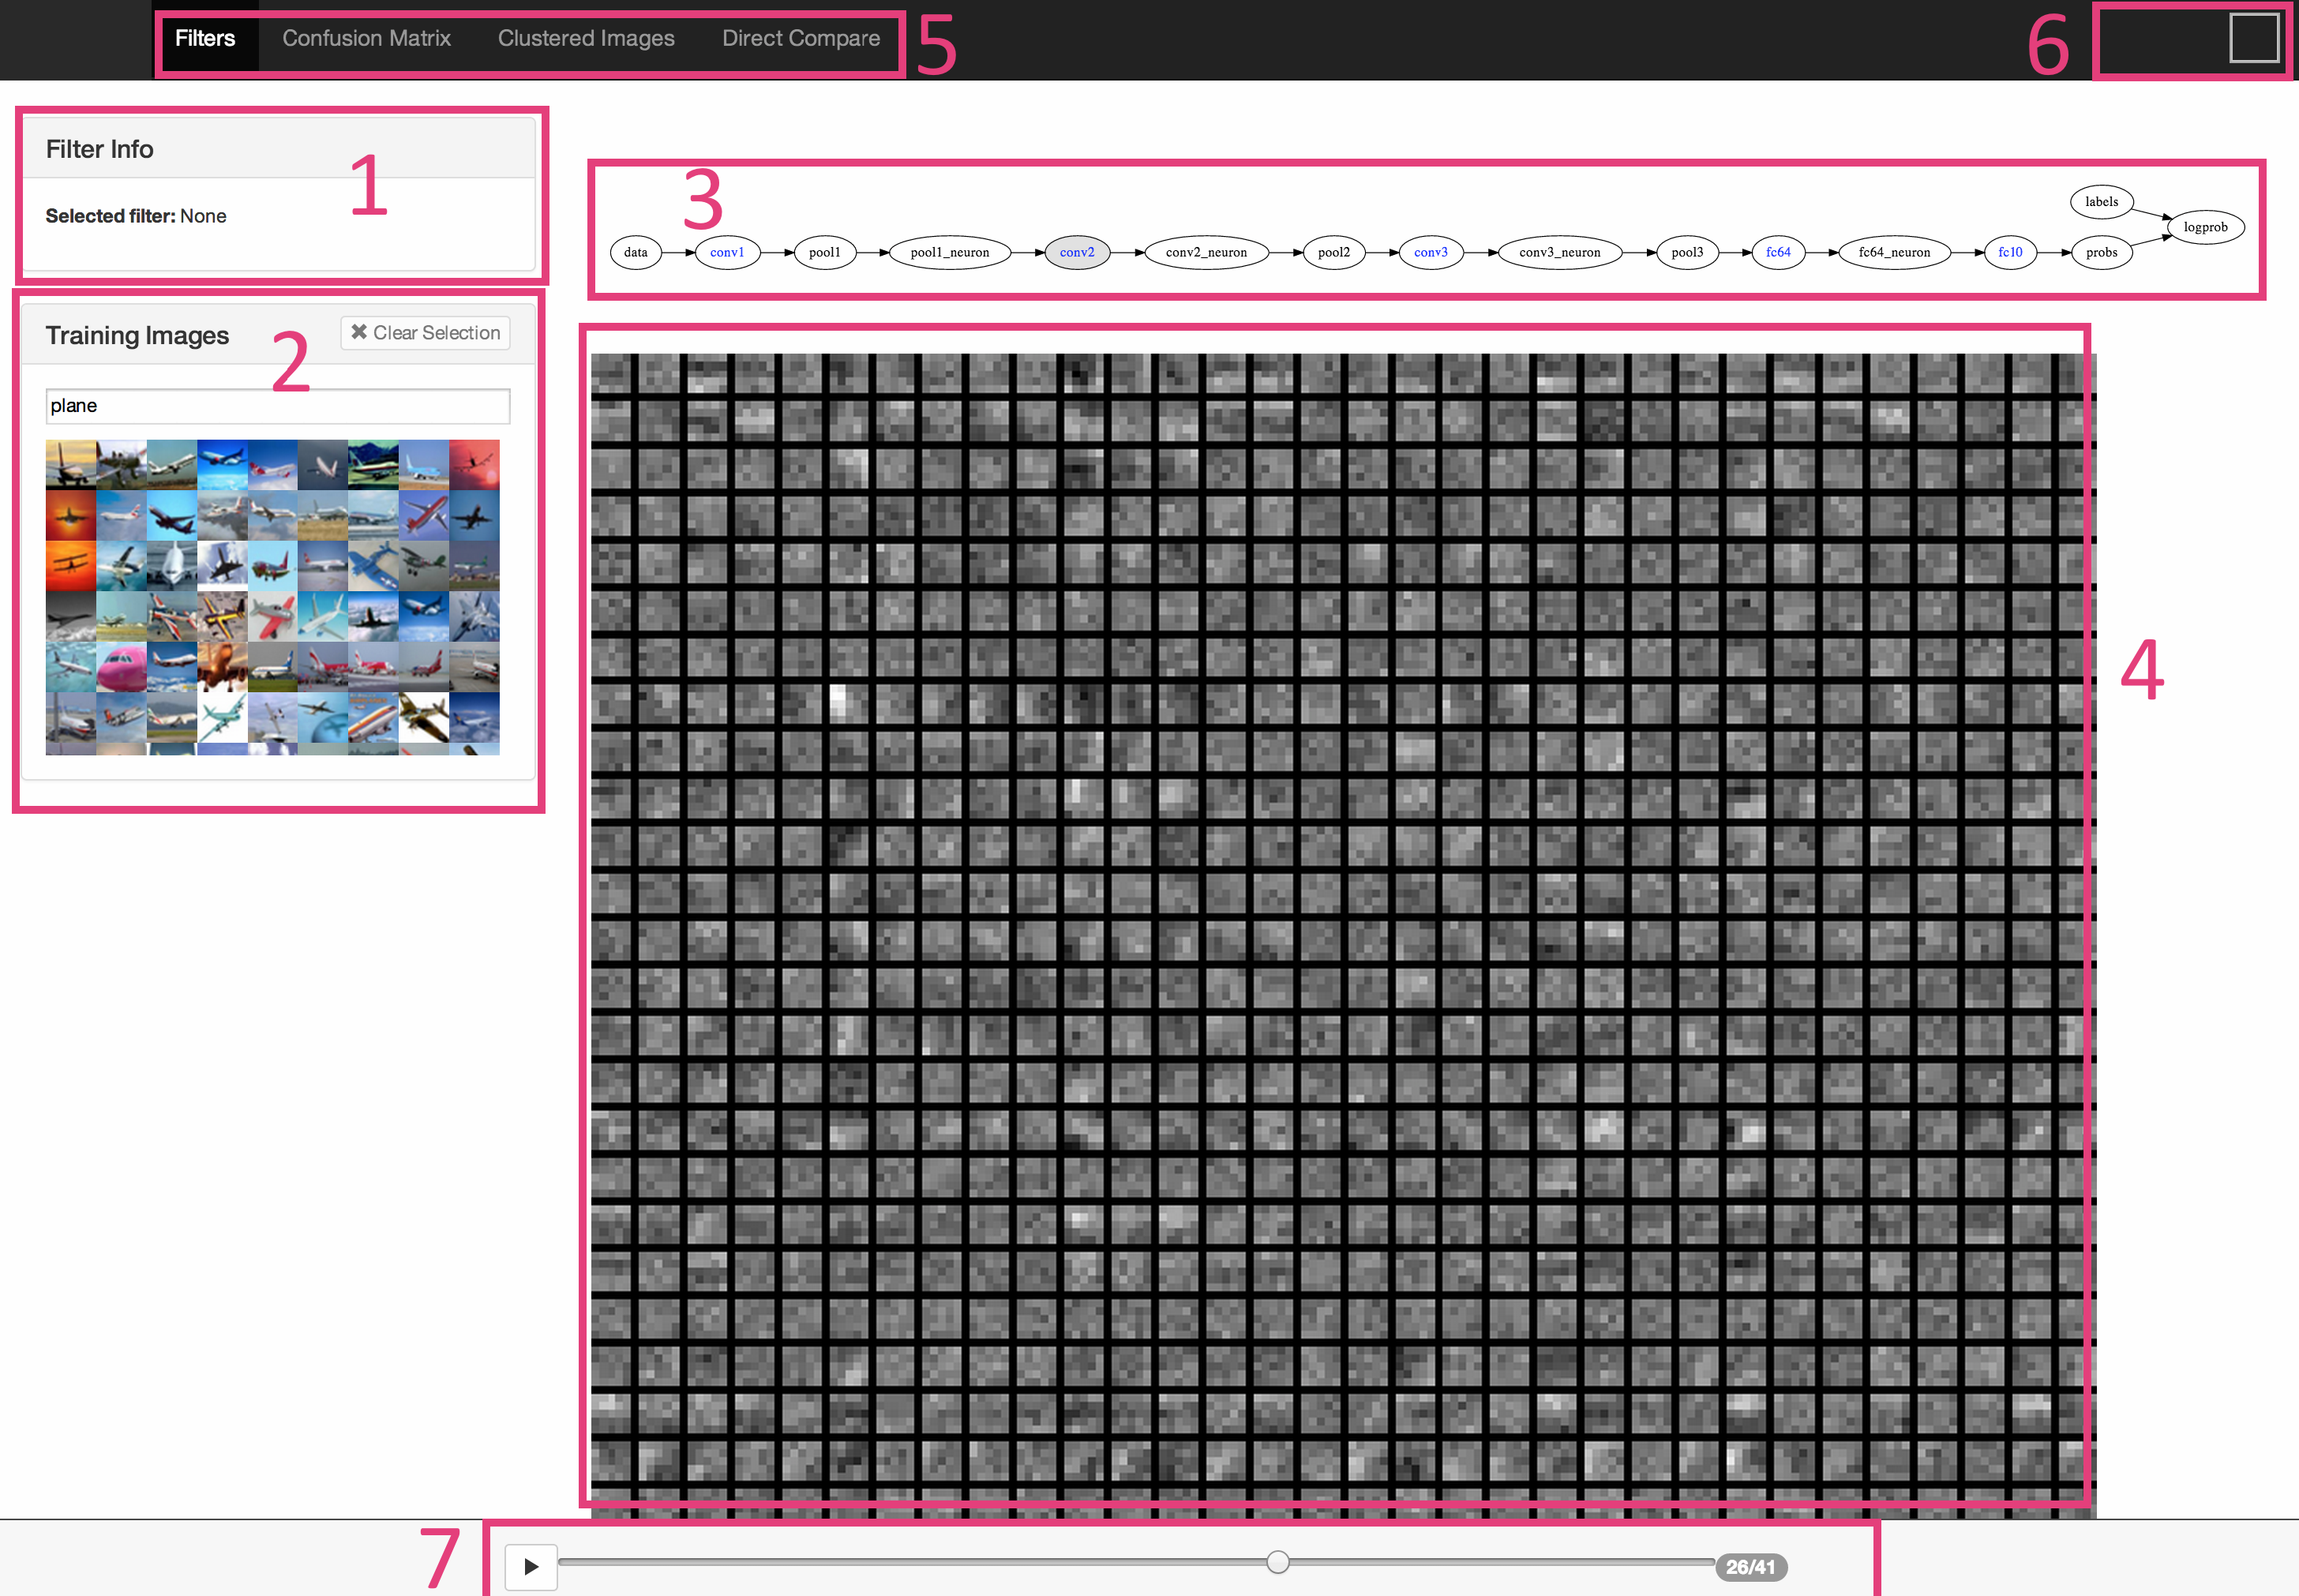 Filters Confusion Matrix Clustered Images Direct Compare 5 6
Filter Info
1
Selected filter: None
3
labels
logprob
data conv1 pool1 pool1_neuron conv2 conv2_neuron pool2 conv3 conv3_neuron pool3 fc64 fc64_neuron fc10 probs
Training Images Clear Selection
2
plane
4
7
26/41